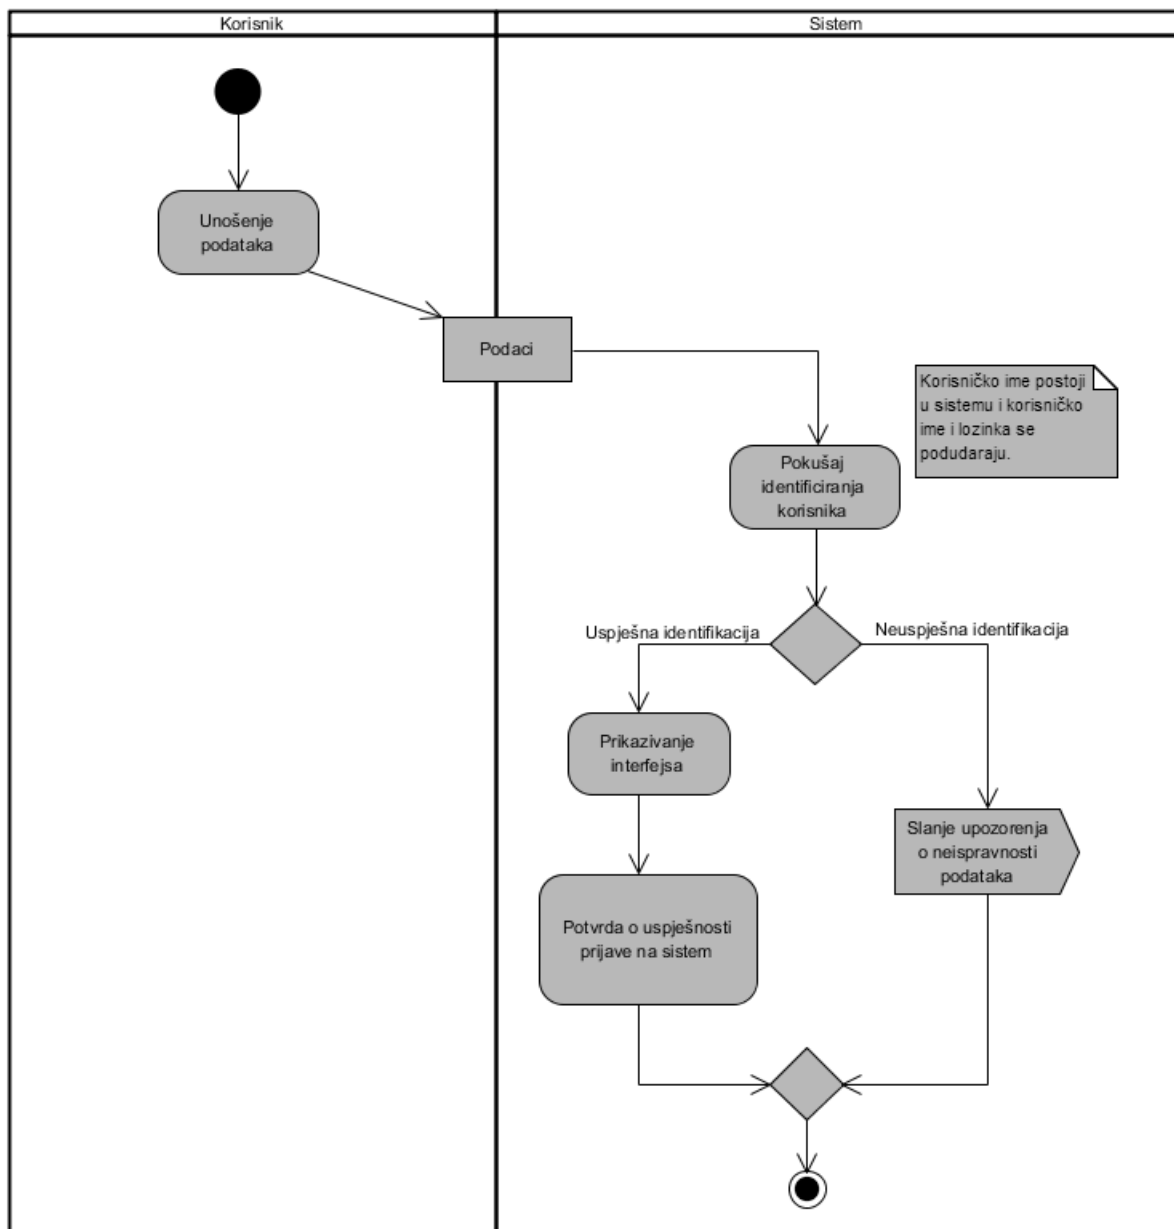 Korisnik
Sistem
Unošenje
podataka
Podaci
Korisničko ime postoji
u sistemu i korisničko
ime i lozinka se
podudaraju.
Pokušaj
identificiranja
korisnika
Uspješna identifikacija
Neuspješna identifikacija
Prikazivanje
interfejsa
Slanje upozorenja
o neispravnosti
podataka
Potvrda o uspješnosti
prijave na sistem